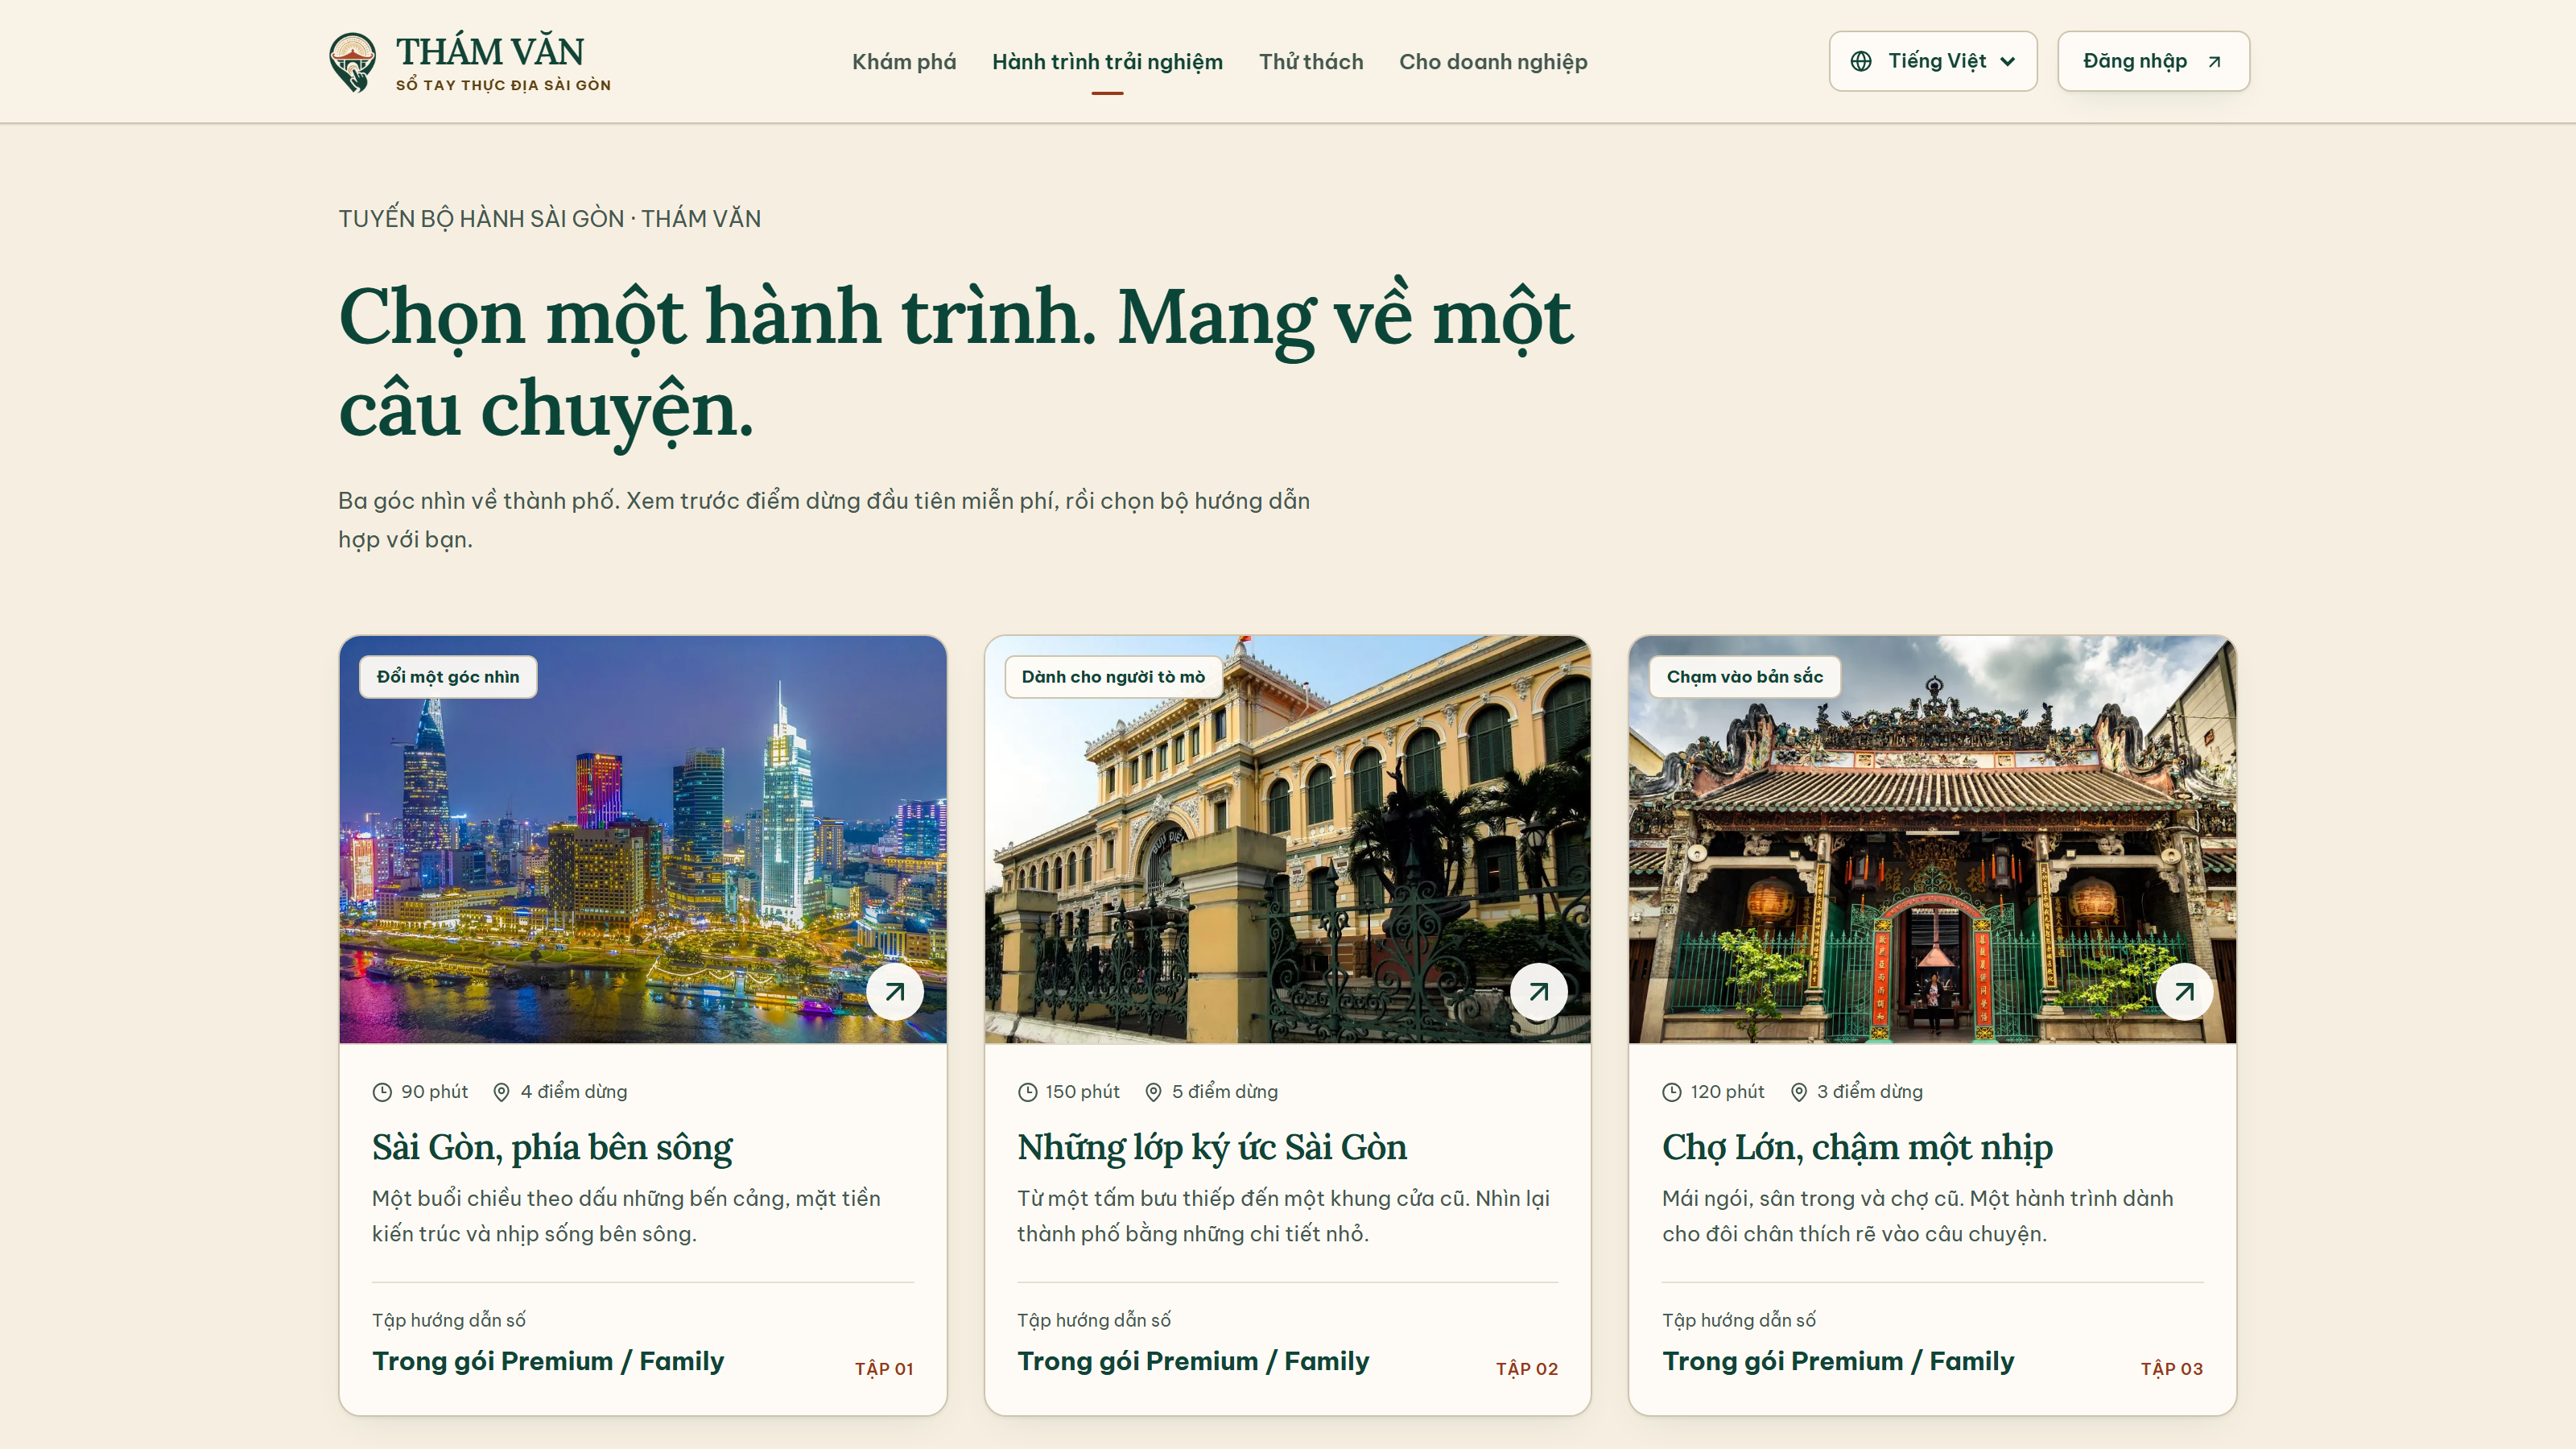 THÁM VĂN
SỔ TAY THỰC ĐỊA SÀI GÒN
Khám phá
Hành trình trải nghiệm
Thử thách
Cho doanh nghiệp
Tiếng Việt
Đăng nhập
TUYẾN BỘ HÀNH SÀI GÒN · THÁM VĂN
Chọn một hành trình. Mang về một
câu chuyện.
Ba góc nhìn về thành phố. Xem trước điểm dừng đầu tiên miễn phí, rồi chọn bộ hướng dẫn
hợp với bạn.
Đổi một góc nhìn
90 phút
4 điểm dừng
Sài Gòn, phía bên sông
Một buổi chiều theo dấu những bến cảng, mặt tiền
kiến trúc và nhịp sống bên sông.
Tập hướng dẫn số
Trong gói Premium / Family
TẬP 01
Dành cho người tò mò
150 phút
5 điểm dừng
Những lớp ký ức Sài Gòn
Từ một tấm bưu thiếp đến một khung cửa cũ. Nhìn lại
thành phố bằng những chi tiết nhỏ.
Tập hướng dẫn số
Trong gói Premium / Family
TẬP 02
Chạm vào bản sắc
120 phút
3 điểm dừng
Chợ Lớn, chậm một nhịp
Mái ngói, sân trong và chợ cũ. Một hành trình dành
cho đôi chân thích rẽ vào câu chuyện.
Tập hướng dẫn số
Trong gói Premium / Family
TẬP 03